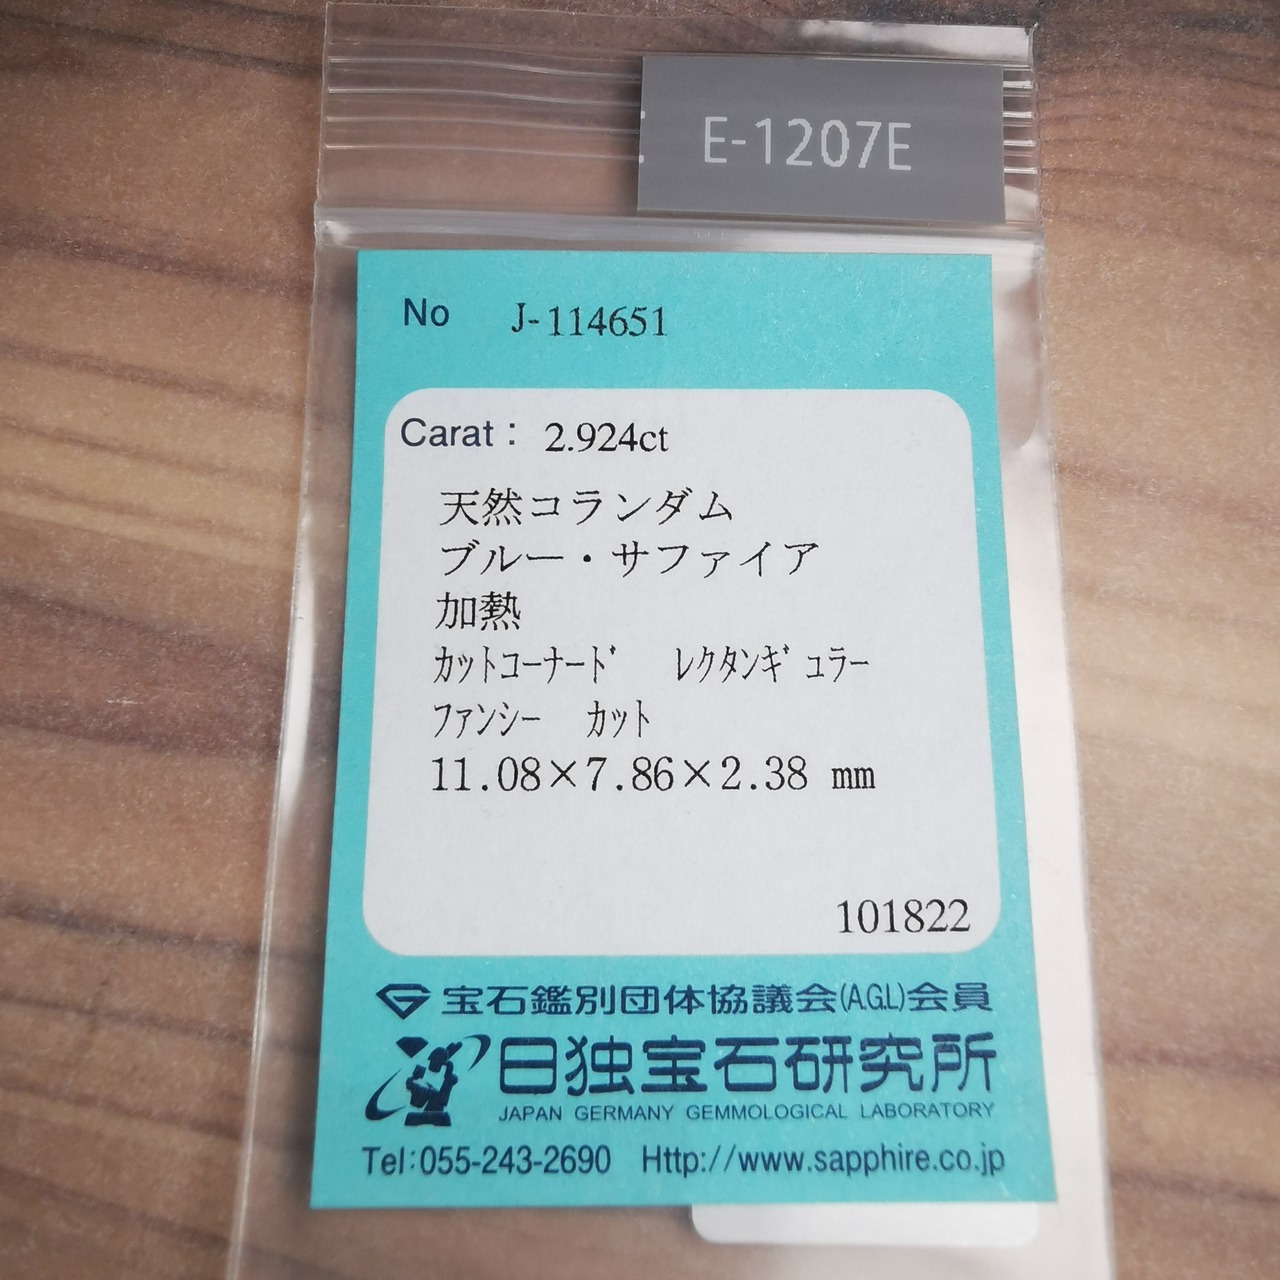 E-1207E
No J-114651
Carat: 2.924ct
天然コランダム
ブルー・サファイア
加熱
ｶｯﾄｺｰﾅｰﾄﾞ ﾚｸﾀﾝｷﾞｭﾗｰ
ﾌｧﾝｼｰ ｶｯﾄ
11.08×7.86×2.38 mm
101822
宝石鑑別団体協議会(A.G.L)会員
日独宝石研究所
JAPAN GERMANY GEMMOLOGICAL LABORATORY
Tel:055-243-2690 Http://www.sapphire.co.jp